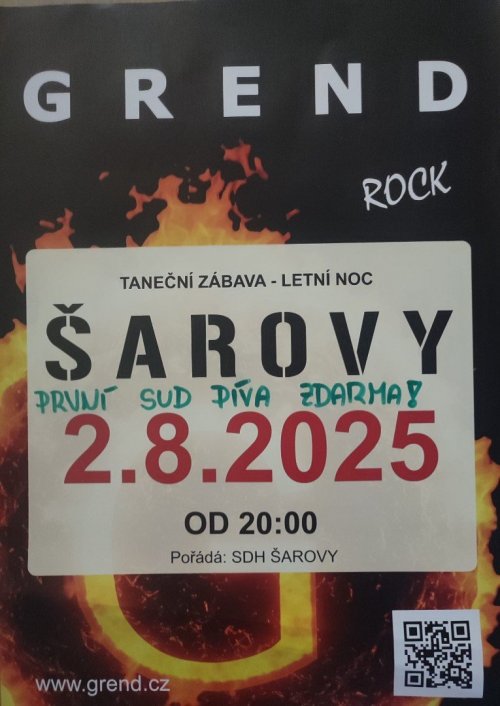 GREND
ROCK
TANEČNÍ ZÁBAVA - LETNÍ NOC
ŠAROVY
PRVNÍ SUD PÍVA ZDARMA!
2.8.2025
OD 20:00
Pořádá: SDH ŠAROVY
www.grend.cz